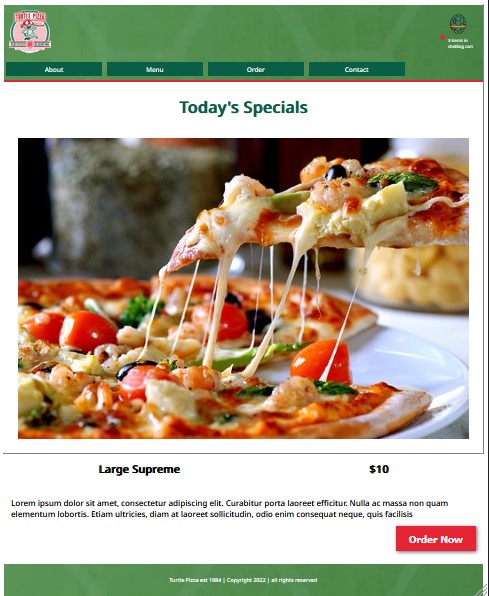 TURTLE PIZZA
0 items in
shelling cart
About
Menu
Order
Contact
Today's Specials
Large Supreme
$10
Lorem ipsum dolor sit amet, consectetur adipiscing elit. Curabitur porta laoreet efficitur. Nulla ac massa non quam
elementum lobortis. Etiam ultricies, diam at laoreet sollicitudin, odio enim consequat neque, quis facilisis
Order Now
Turtle Pizza est 1984 | Copyright 2022 | all rights reserved